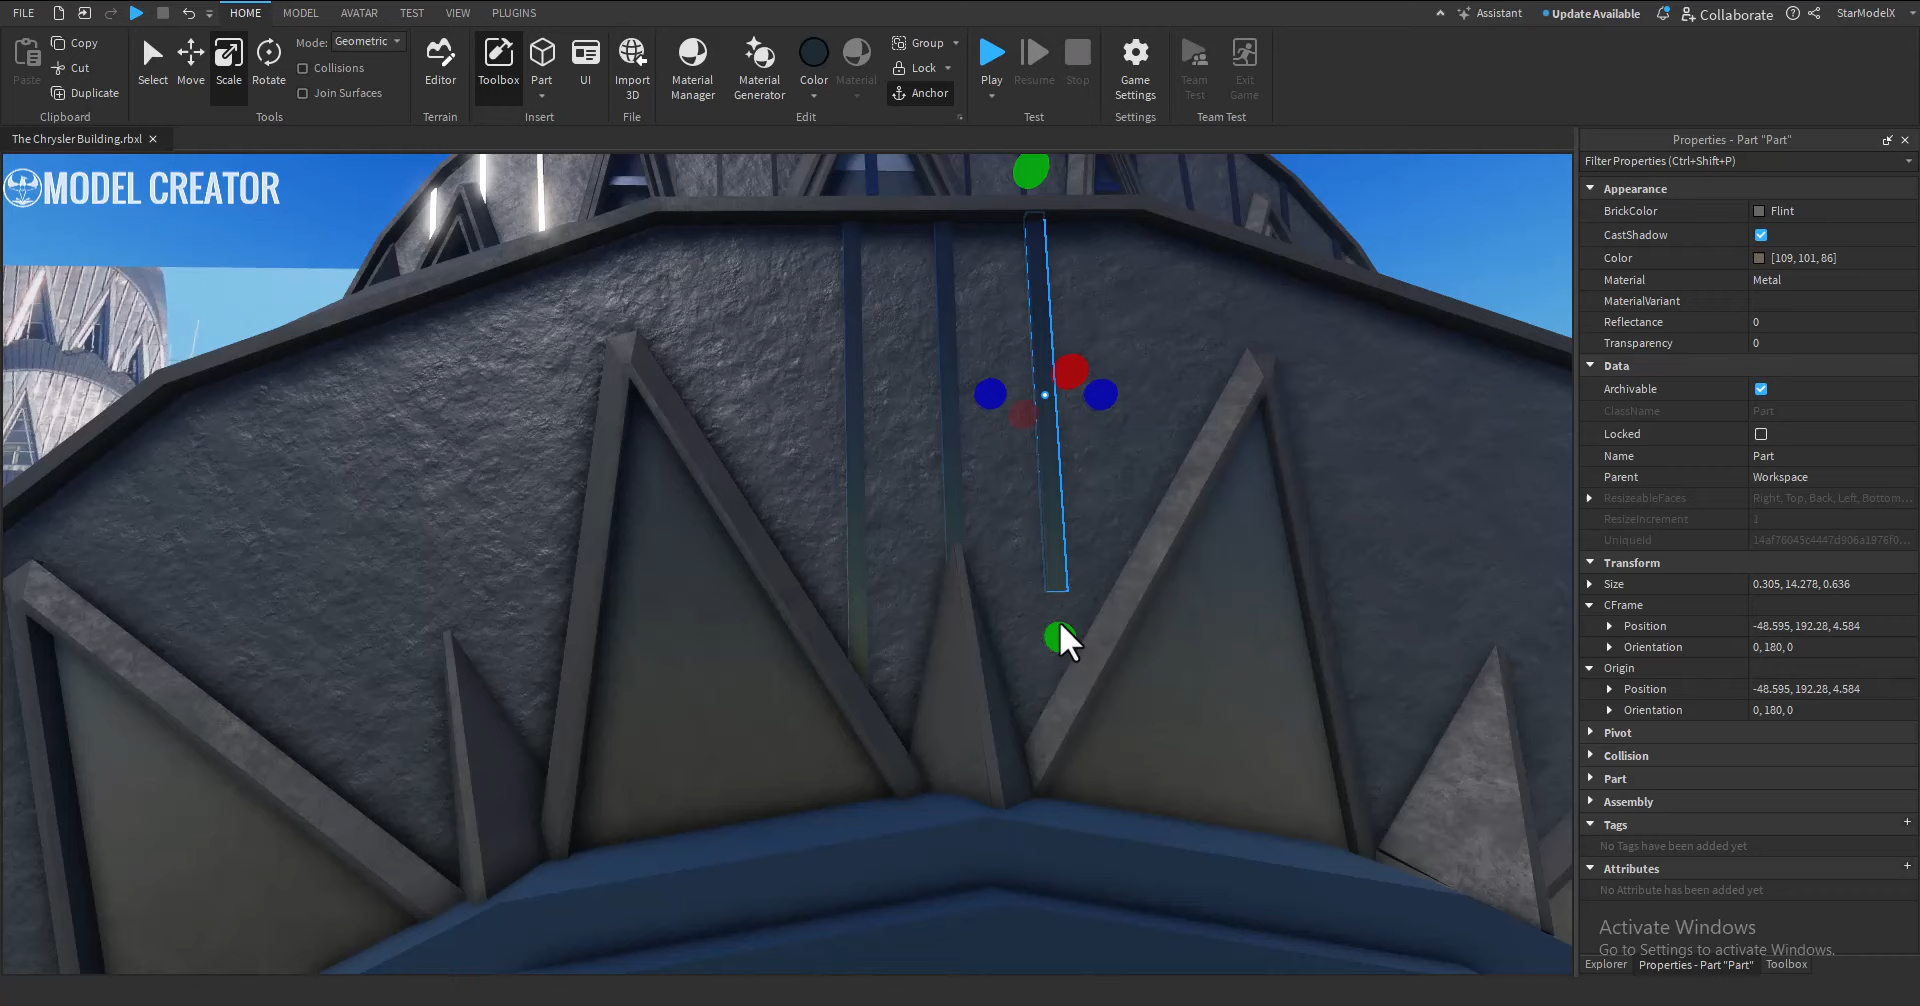 FILE HOME MODEL AVATAR TEST VIEW PLUGINS Assistant Update Available Collaborate StarModelX
Paste Copy Cut Duplicate Clipboard
Select Move Scale Rotate Mode: Geometric Collisions Join Surfaces Tools
Editor Terrain
Toolbox Part UI Insert
Import 3D File
Material Manager Material Generator Color Material Group Lock Anchor Edit
Play Resume Stop Test
Game Settings Settings
Team Test Exit Game Team Test
The Chrysler Building.rbxl
MODEL CREATOR
Properties - Part "Part"
Filter Properties (Ctrl+Shift+P)
Appearance
BrickColor Flint
CastShadow
Color [109, 101, 86]
Material Metal
MaterialVariant
Reflectance 0
Transparency 0
Data
Archivable
ClassName Part
Locked
Name Part
Parent Workspace
ResizeableFaces Right, Top, Back, Left, Bottom...
ResizeIncrement 1
UniqueId 14af76045c4447d906a1978f0...
Transform
Size 0.305, 14.278, 0.636
CFrame
Position -48.595, 192.28, 4.584
Orientation 0, 180, 0
Origin
Position -48.595, 192.28, 4.584
Orientation 0, 180, 0
Pivot
Collision
Part
Assembly
Tags +
No Tags have been added yet
Attributes +
No Attribute has been added yet
Activate Windows
Go to Settings to activate Windows.
Explorer Properties - Part "Part" Toolbox